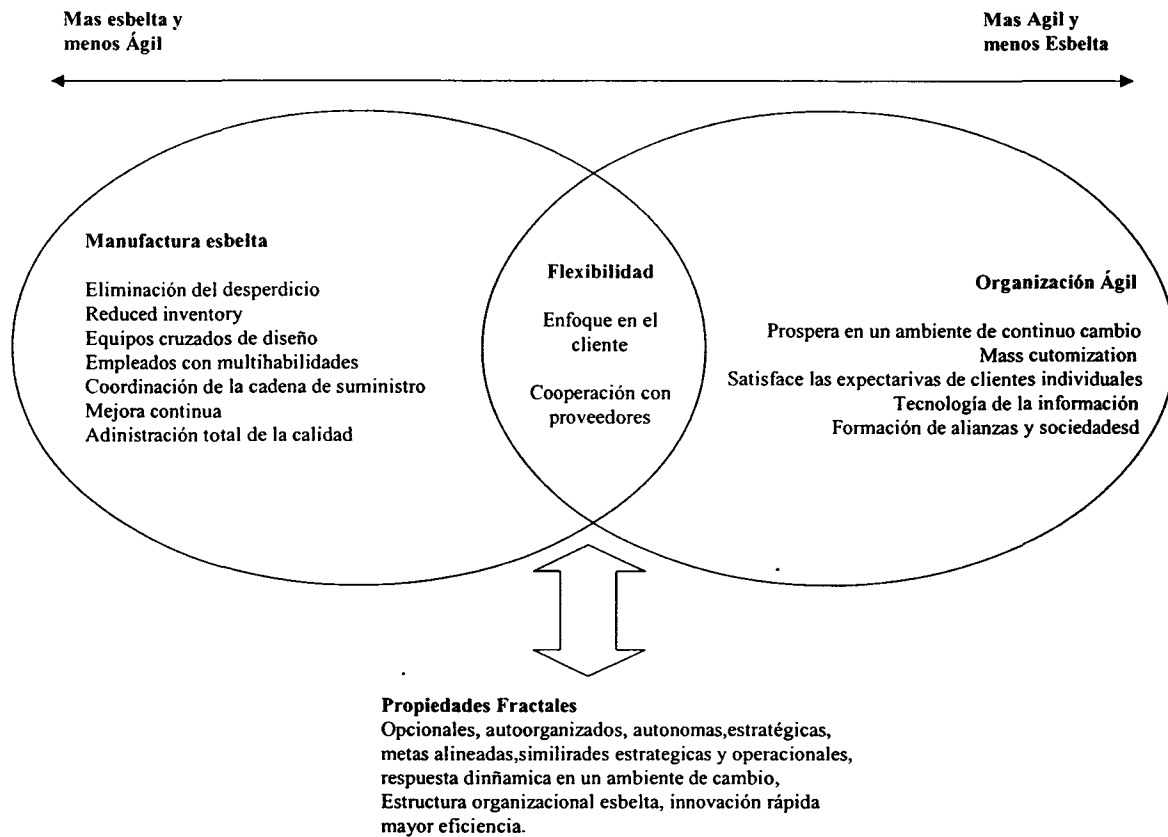 Mas esbelta y
menos Ágil
Mas Agil y
menos Esbelta
Manufactura esbelta
Eliminación del desperdicio
Reduced inventory
Equipos cruzados de diseño
Empleados con multihabilidades
Coordinación de la cadena de suministro
Mejora continua
Adinistración total de la calidad
Flexibilidad
Enfoque en el
cliente
Cooperación con
proveedores
Organización Ágil
Prospera en un ambiente de continuo cambio
Mass cutomization
Satisface las expectarivas de clientes individuales
Tecnología de la información
Formación de alianzas y sociedadesd
Propiedades Fractales
Opcionales, autoorganizados, autonomas,estratégicas,
metas alineadas,similirades estrategicas y operacionales,
respuesta dinñamica en un ambiente de cambio,
Estructura organizacional esbelta, innovación rápida
mayor eficiencia.